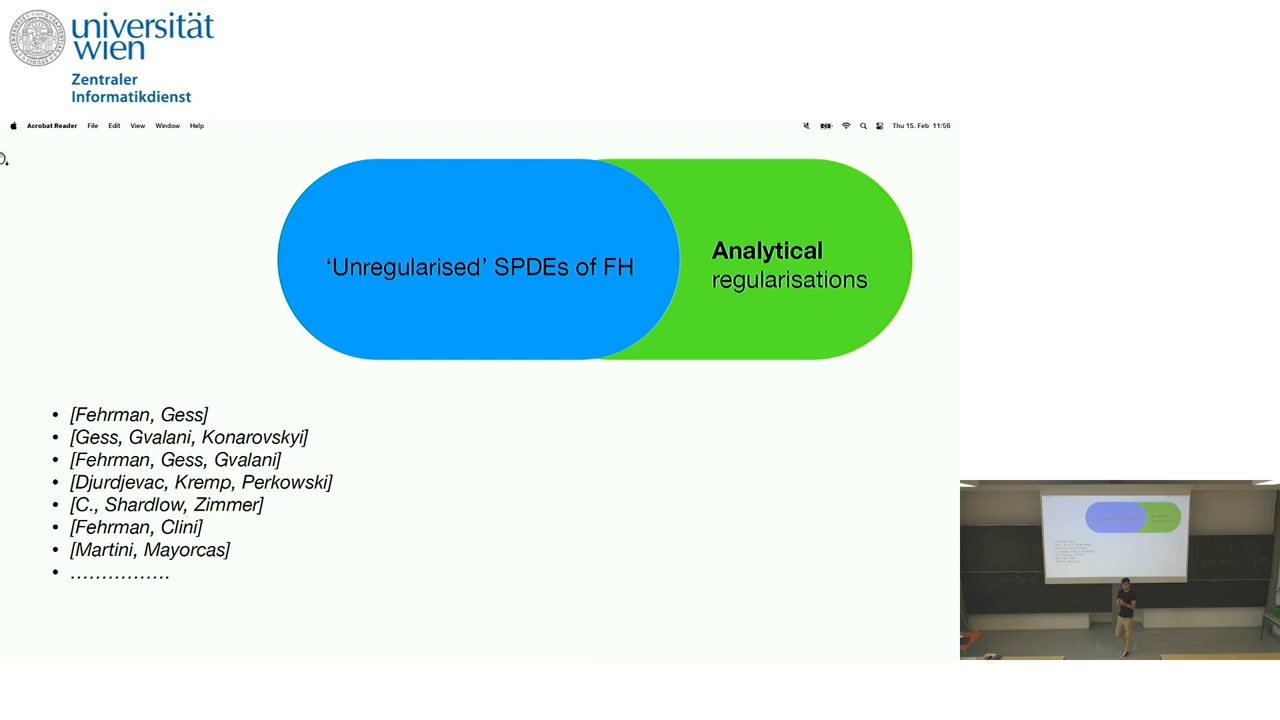 universität
wien
Zentraler
Informatikdienst
Acrobat Reader File Edit View Window Help
Thu 15. Feb 11:56
'Unregularised' SPDEs of FH
Analytical
regularisations
• [Fehrman, Gess]
• [Gess, Gvalani, Konarovskyi]
• [Fehrman, Gess, Gvalani]
• [Djurdjevac, Kremp, Perkowski]
• [C., Shardlow, Zimmer]
• [Fehrman, Clini]
• [Martini, Mayorcas]
• ................